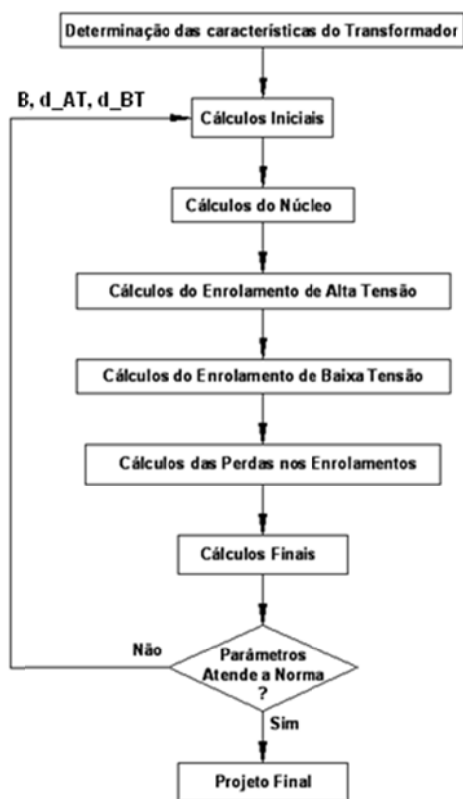 Determinação das características do Transformador
B, d_AT, d_BT
Cálculos Iniciais
Cálculos do Núcleo
Cálculos do Enrolamento de Alta Tensão
Cálculos do Enrolamento de Baixa Tensão
Cálculos das Perdas nos Enrolamentos
Cálculos Finais
Não
Parámetros
Atende a Norma
?
Sim
Projeto Final